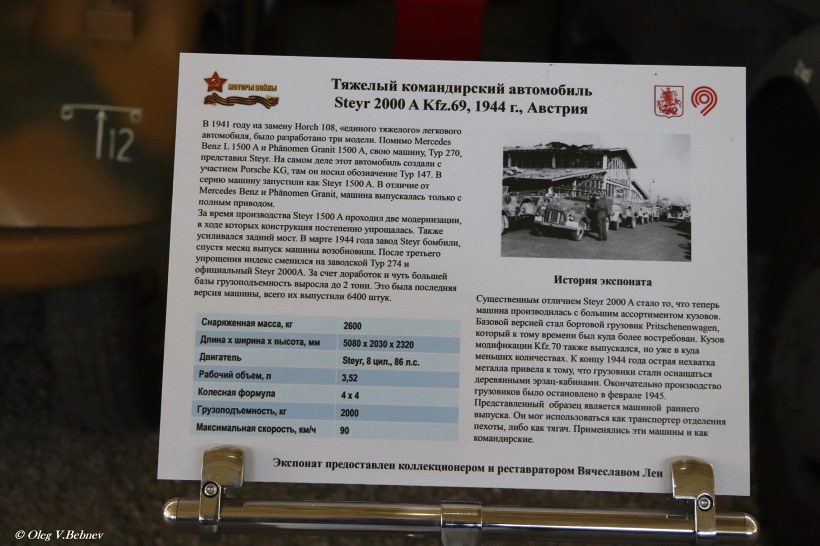 12
МОТОРЫ ВОЙНЫ
Тяжелый командирский автомобиль
Steyr 2000 A Kfz.69, 1944 г., Австрия
В 1941 году на замену Horch 108, «единого тяжелого» легкового
автомобиля, было разработано три модели. Помимо Mercedes
Benz L 1500 A и Phänomen Granit 1500 A, свою машину, Typ 270,
представил Steyr. На самом деле этот автомобиль создали с
участием Porsche KG, там он носил обозначение Typ 147. В
серию машину запустили как Steyr 1500 A. В отличие от
Mercedes Benz и Phänomen Granit, машина выпускалась только с
полным приводом.
За время производства Steyr 1500 A проходил две модернизации,
в ходе которых конструкция постепенно упрощалась. Также
усиливался задний мост. В марте 1944 года завод Steyr бомбили,
спустя месяц выпуск машины возобновили. После третьего
упрощения индекс сменился на заводской Typ 274 и
официальный Steyr 2000A. За счет доработок и чуть большей
базы грузоподъемность выросла до 2 тонн. Это была последняя
версия машины, всего их выпустили 6400 штук.
Снаряженная масса, кг 2600
Длина х ширина х высота, мм 5080 х 2030 х 2320
Двигатель Steyr, 8 цил., 86 л.с.
Рабочий объем, л 3,52
Колесная формула 4 х 4
Грузоподъемность, кг 2000
Максимальная скорость, км/ч 90
История экспоната
Существенным отличием Steyr 2000 A стало то, что теперь
машина производилась с большим ассортиментом кузовов.
Базовой версией стал бортовой грузовик Pritschenenwagen,
который к тому времени был куда более востребован. Кузов
модификации Kfz.70 также выпускался, но уже в куда
меньших количествах. К концу 1944 года острая нехватка
металла привела к тому, что грузовики стали оснащаться
деревянными эрзац-кабинами. Окончательно производство
грузовиков было остановлено в феврале 1945.
Представленный образец является машиной раннего
выпуска. Он мог использоваться как транспортер отделения
пехоты, либо как тягач. Применялись эти машины и как
командирские.
Экспонат предоставлен коллекционером и реставратором Вячеславом Лен
© Oleg V.Bebnev